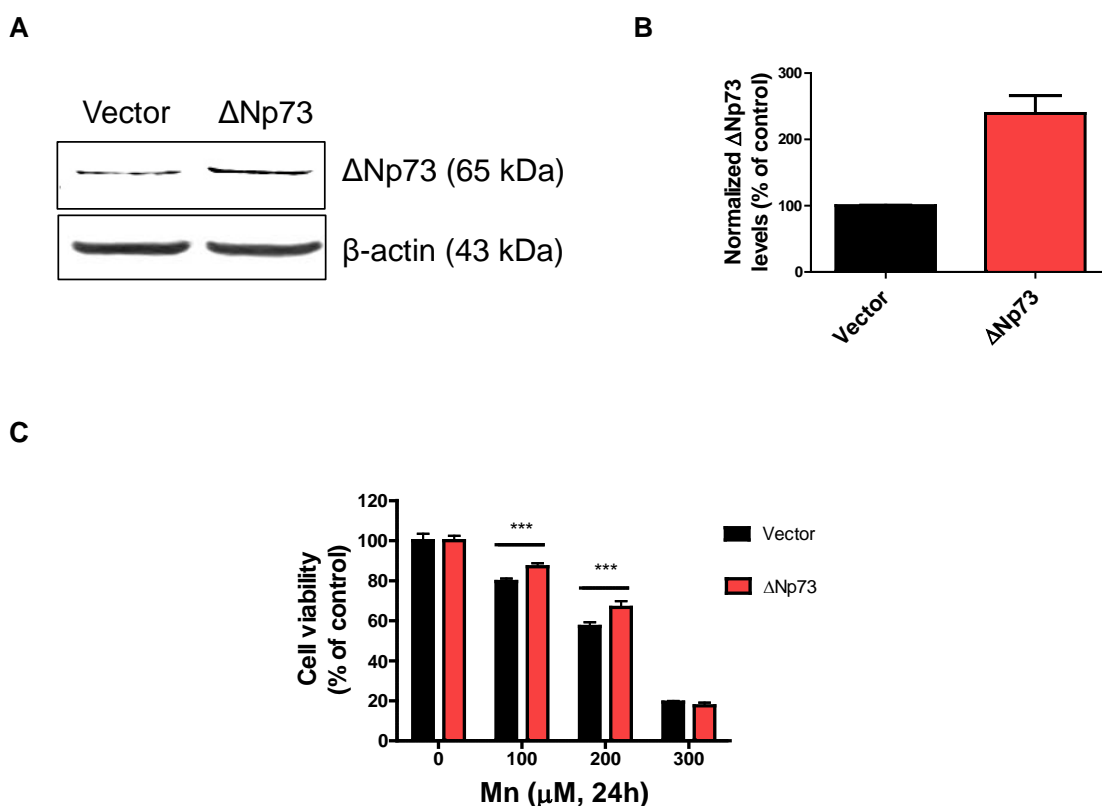 A
B
Vector ΔNp73
ΔNp73 (65 kDa)
β-actin (43 kDa)
Normalized ΔNp73
levels (% of control)
300
200
100
0
Vector
ΔNp73
C
Cell viability
(% of control)
120
100
80
60
40
20
0
***
***
Vector
ΔNp73
0 100 200 300
Mn (μM, 24h)